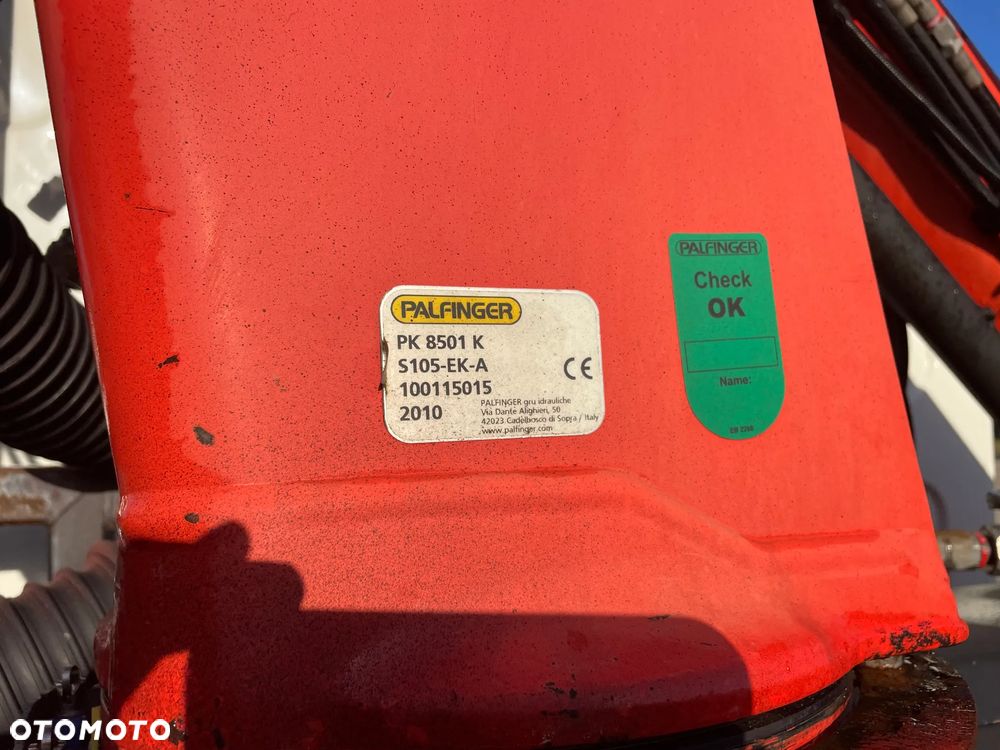 PALFINGER
PK 8501 K
S105-EK-A
100115015
2010
PALFINGER gru idrauliche
Via Dante Alighieri, 50
42023 Cadelbosco di Sopra / Italy
www.palfinger.com
CE
PALFINGER
Check
OK
Name:
OTOMOTO